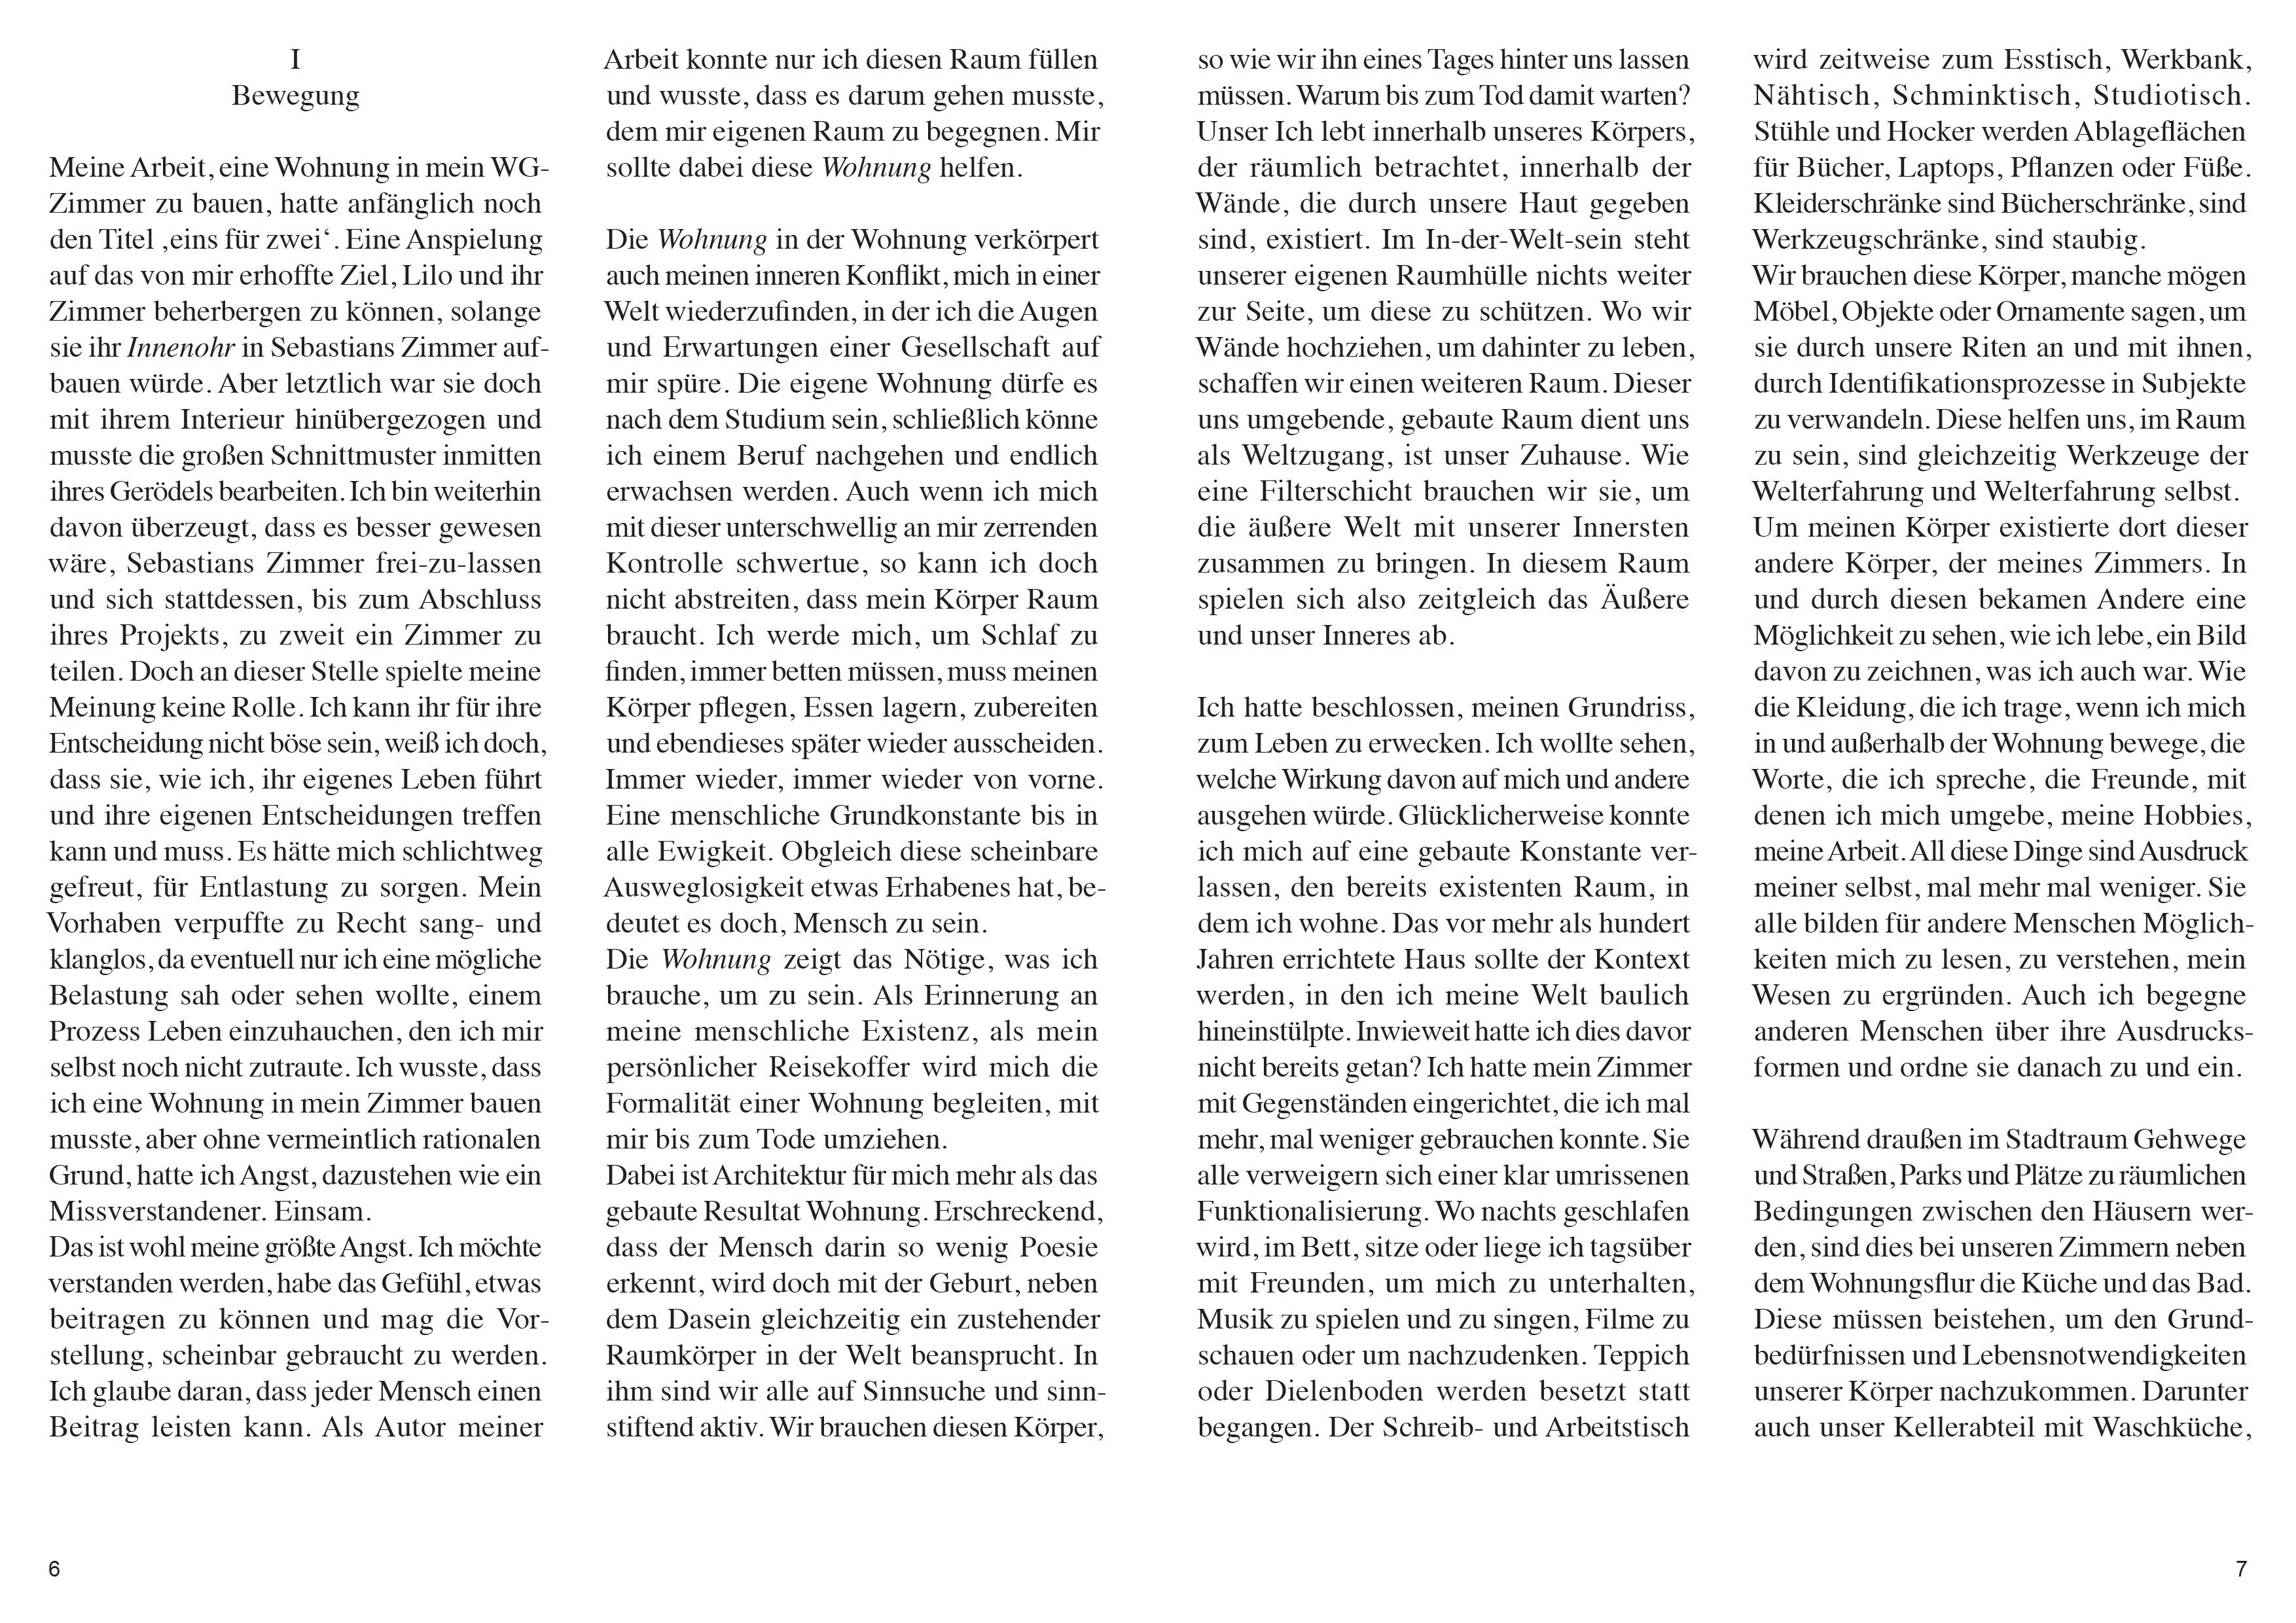 I
Bewegung
Meine Arbeit, eine Wohnung in mein WG-
Zimmer zu bauen, hatte anfänglich noch
den Titel ‚eins für zwei‘. Eine Anspielung
auf das von mir erhoffte Ziel, Lilo und ihr
Zimmer beherbergen zu können, solange
sie ihr Innenohr in Sebastians Zimmer auf-
bauen würde. Aber letztlich war sie doch
mit ihrem Interieur hinübergezogen und
musste die großen Schnittmuster inmitten
ihres Gerödels bearbeiten. Ich bin weiterhin
davon überzeugt, dass es besser gewesen
wäre, Sebastians Zimmer frei-zu-lassen
und sich stattdessen, bis zum Abschluss
ihres Projekts, zu zweit ein Zimmer zu
teilen. Doch an dieser Stelle spielte meine
Meinung keine Rolle. Ich kann ihr für ihre
Entscheidung nicht böse sein, weiß ich doch,
dass sie, wie ich, ihr eigenes Leben führt
und ihre eigenen Entscheidungen treffen
kann und muss. Es hätte mich schlichtweg
gefreut, für Entlastung zu sorgen. Mein
Vorhaben verpuffte zu Recht sang- und
klanglos, da eventuell nur ich eine mögliche
Belastung sah oder sehen wollte, einem
Prozess Leben einzuhauchen, den ich mir
selbst noch nicht zutraute. Ich wusste, dass
ich eine Wohnung in mein Zimmer bauen
musste, aber ohne vermeintlich rationalen
Grund, hatte ich Angst, dazustehen wie ein
Missverstandener. Einsam.
Das ist wohl meine größte Angst. Ich möchte
verstanden werden, habe das Gefühl, etwas
beitragen zu können und mag die Vor-
stellung, scheinbar gebraucht zu werden.
Ich glaube daran, dass jeder Mensch einen
Beitrag leisten kann. Als Autor meiner
Arbeit konnte nur ich diesen Raum füllen
und wusste, dass es darum gehen musste,
dem mir eigenen Raum zu begegnen. Mir
sollte dabei diese Wohnung helfen.
Die Wohnung in der Wohnung verkörpert
auch meinen inneren Konflikt, mich in einer
Welt wiederzufinden, in der ich die Augen
und Erwartungen einer Gesellschaft auf
mir spüre. Die eigene Wohnung dürfe es
nach dem Studium sein, schließlich könne
ich einem Beruf nachgehen und endlich
erwachsen werden. Auch wenn ich mich
mit dieser unterschwellig an mir zerrenden
Kontrolle schwertue, so kann ich doch
nicht abstreiten, dass mein Körper Raum
braucht. Ich werde mich, um Schlaf zu
finden, immer betten müssen, muss meinen
Körper pflegen, Essen lagern, zubereiten
und ebendieses später wieder ausscheiden.
Immer wieder, immer wieder von vorne.
Eine menschliche Grundkonstante bis in
alle Ewigkeit. Obgleich diese scheinbare
Ausweglosigkeit etwas Erhabenes hat, be-
deutet es doch, Mensch zu sein.
Die Wohnung zeigt das Nötige, was ich
brauche, um zu sein. Als Erinnerung an
meine menschliche Existenz, als mein
persönlicher Reisekoffer wird mich die
Formalität einer Wohnung begleiten, mit
mir bis zum Tode umziehen.
Dabei ist Architektur für mich mehr als das
gebaute Resultat Wohnung. Erschreckend,
dass der Mensch darin so wenig Poesie
erkennt, wird doch mit der Geburt, neben
dem Dasein gleichzeitig ein zustehender
Raumkörper in der Welt beansprucht. In
ihm sind wir alle auf Sinnsuche und sinn-
stiftend aktiv. Wir brauchen diesen Körper,
so wie wir ihn eines Tages hinter uns lassen
müssen. Warum bis zum Tod damit warten?
Unser Ich lebt innerhalb unseres Körpers,
der räumlich betrachtet, innerhalb der
Wände, die durch unsere Haut gegeben
sind, existiert. Im In-der-Welt-sein steht
unserer eigenen Raumhülle nichts weiter
zur Seite, um diese zu schützen. Wo wir
Wände hochziehen, um dahinter zu leben,
schaffen wir einen weiteren Raum. Dieser
uns umgebende, gebaute Raum dient uns
als Weltzugang, ist unser Zuhause. Wie
eine Filterschicht brauchen wir sie, um
die äußere Welt mit unserer Innersten
zusammen zu bringen. In diesem Raum
spielen sich also zeitgleich das Äußere
und unser Inneres ab.
Ich hatte beschlossen, meinen Grundriss,
zum Leben zu erwecken. Ich wollte sehen,
welche Wirkung davon auf mich und andere
ausgehen würde. Glücklicherweise konnte
ich mich auf eine gebaute Konstante ver-
lassen, den bereits existenten Raum, in
dem ich wohne. Das vor mehr als hundert
Jahren errichtete Haus sollte der Kontext
werden, in den ich meine Welt baulich
hineinstülpte. Inwieweit hatte ich dies davor
nicht bereits getan? Ich hatte mein Zimmer
mit Gegenständen eingerichtet, die ich mal
mehr, mal weniger gebrauchen konnte. Sie
alle verweigern sich einer klar umrissenen
Funktionalisierung. Wo nachts geschlafen
wird, im Bett, sitze oder liege ich tagsüber
mit Freunden, um mich zu unterhalten,
Musik zu spielen und zu singen, Filme zu
schauen oder um nachzudenken. Teppich
oder Dielenboden werden besetzt statt
begangen. Der Schreib- und Arbeitstisch
wird zeitweise zum Esstisch, Werkbank,
Nähtisch, Schminktisch, Studiotisch.
Stühle und Hocker werden Ablageflächen
für Bücher, Laptops, Pflanzen oder Füße.
Kleiderschränke sind Bücherschränke, sind
Werkzeugschränke, sind staubig.
Wir brauchen diese Körper, manche mögen
Möbel, Objekte oder Ornamente sagen, um
sie durch unsere Riten an und mit ihnen,
durch Identifikationsprozesse in Subjekte
zu verwandeln. Diese helfen uns, im Raum
zu sein, sind gleichzeitig Werkzeuge der
Welterfahrung und Welterfahrung selbst.
Um meinen Körper existierte dort dieser
andere Körper, der meines Zimmers. In
und durch diesen bekamen Andere eine
Möglichkeit zu sehen, wie ich lebe, ein Bild
davon zu zeichnen, was ich auch war. Wie
die Kleidung, die ich trage, wenn ich mich
in und außerhalb der Wohnung bewege, die
Worte, die ich spreche, die Freunde, mit
denen ich mich umgebe, meine Hobbies,
meine Arbeit. All diese Dinge sind Ausdruck
meiner selbst, mal mehr mal weniger. Sie
alle bilden für andere Menschen Möglich-
keiten mich zu lesen, zu verstehen, mein
Wesen zu ergründen. Auch ich begegne
anderen Menschen über ihre Ausdrucks-
formen und ordne sie danach zu und ein.
Während draußen im Stadtraum Gehwege
und Straßen, Parks und Plätze zu räumlichen
Bedingungen zwischen den Häusern wer-
den, sind dies bei unseren Zimmern neben
dem Wohnungsflur die Küche und das Bad.
Diese müssen beistehen, um den Grund-
bedürfnissen und Lebensnotwendigkeiten
unserer Körper nachzukommen. Darunter
auch unser Kellerabteil mit Waschküche,
6
7